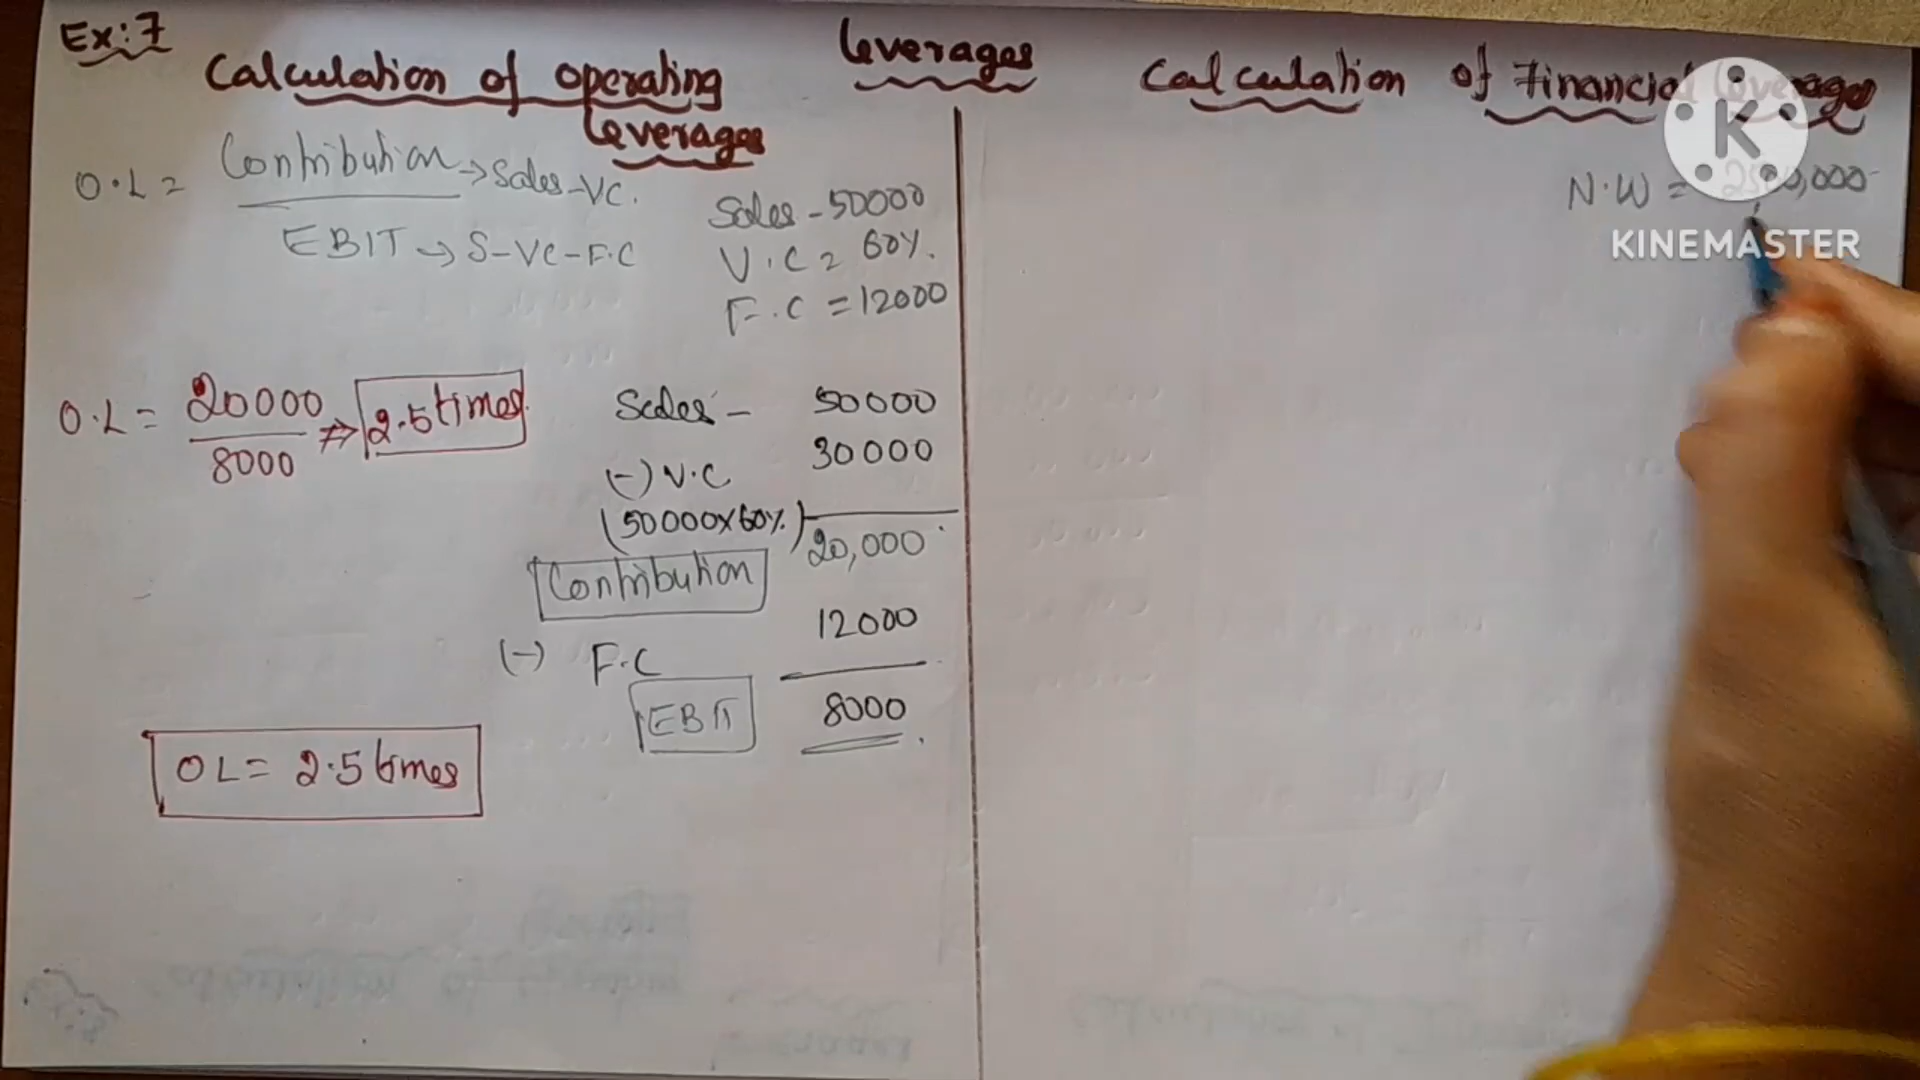 Ex:7
Leverages
Calculation of operating
Leverages
O.L = Contribution → Sales - VC.
EBIT → S-VC-F.C
Sales - 50000
V.C = 60%.
F.C = 12000
O.L = 20000
8000
⇒ 2.5 times
Sales - 50000
(-) V.C 30000
(50000x60%)
Contribution 20,000
(-) F.C 12000
EBIT 8000
OL = 2.5 times
Calculation of Financial Leverage
N.W =
K
KINEMASTER